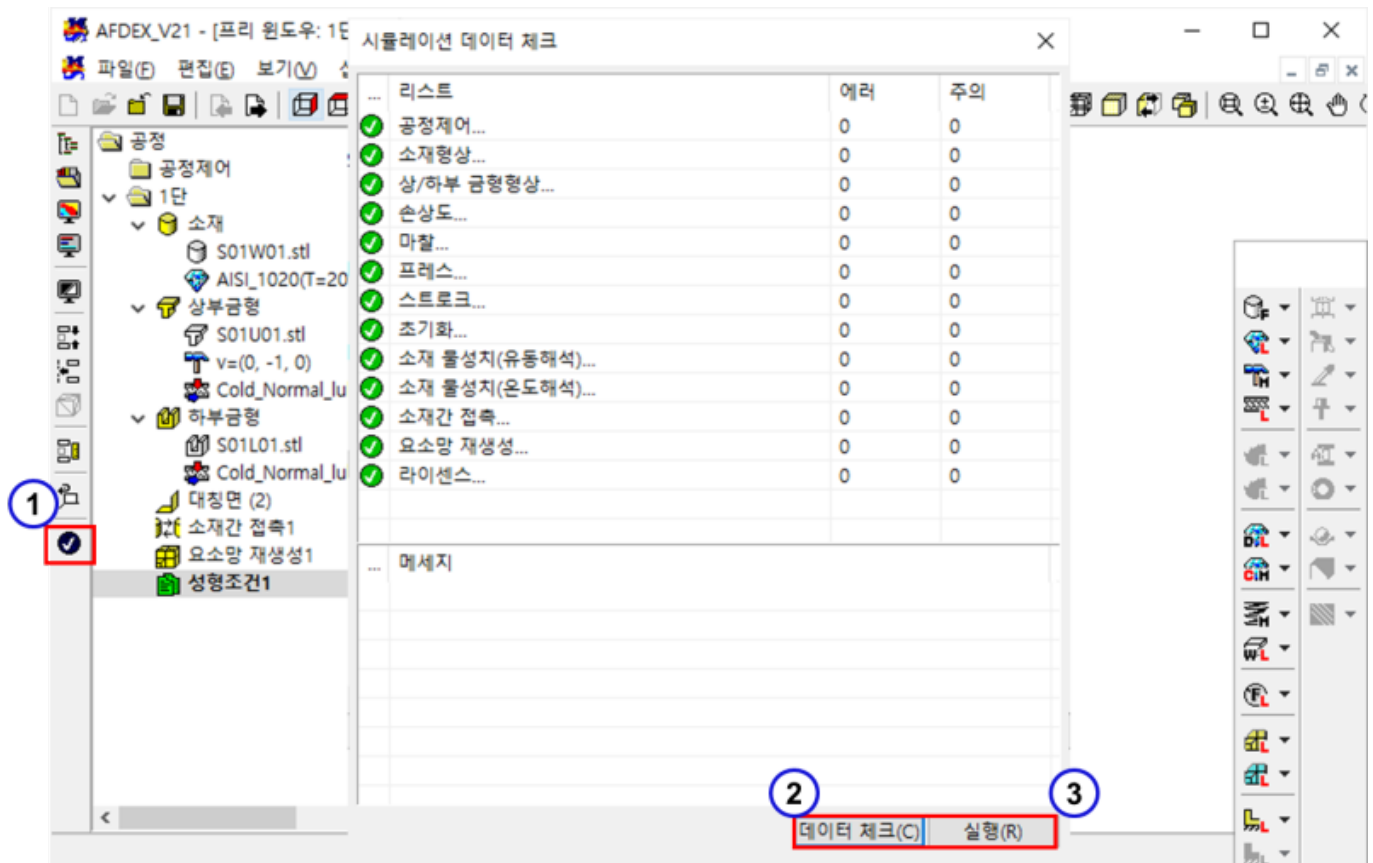 AFDEX_V21 - [프리 윈도우: 1단
파일(F) 편집(E) 보기(V)
공정
공정제어
1단
소재
S01W01.stl
AISI_1020(T=20
상부금형
S01U01.stl
v=(0, -1, 0)
Cold_Normal_lu
하부금형
S01L01.stl
Cold_Normal_lu
대칭면 (2)
소재간 접촉1
요소망 재생성1
성형조건1
1
시뮬레이션 데이터 체크
... 리스트 에러 주의
공정제어... 0 0
소재형상... 0 0
상/하부 금형형상... 0 0
손상도... 0 0
마찰... 0 0
프레스... 0 0
스트로크... 0 0
초기화... 0 0
소재 물성치(유동해석)... 0 0
소재 물성치(온도해석)... 0 0
소재간 접촉... 0 0
요소망 재생성... 0 0
라이센스... 0 0
... 메세지
2 3
데이터 체크(C) 실행(R)